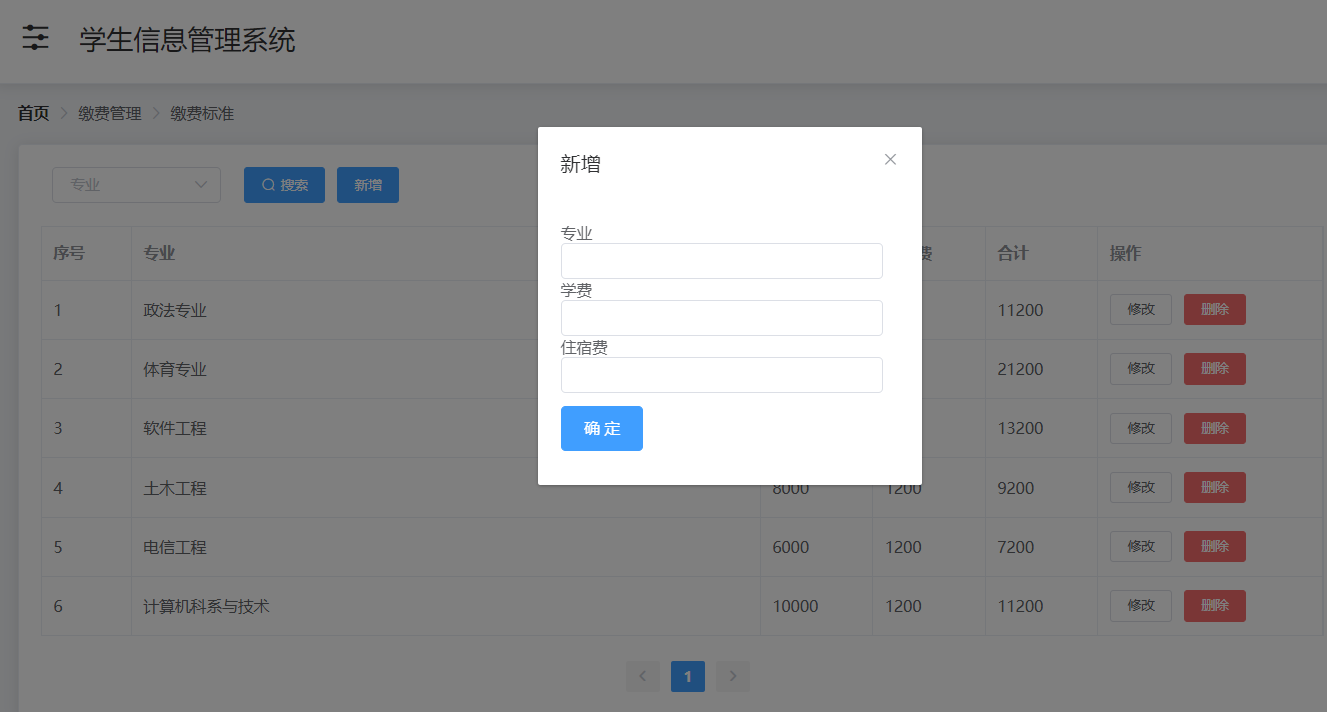 学生信息管理系统
首页 缴费管理 缴费标准
专业 搜索 新增
新增
专业
学费
住宿费
确 定
序号 专业 费 合计 操作
1 政法专业 11200 修改 删除
2 体育专业 21200 修改 删除
3 软件工程 13200 修改 删除
4 土木工程 8000 1200 9200 修改 删除
5 电信工程 6000 1200 7200 修改 删除
6 计算机科系与技术 10000 1200 11200 修改 删除
1